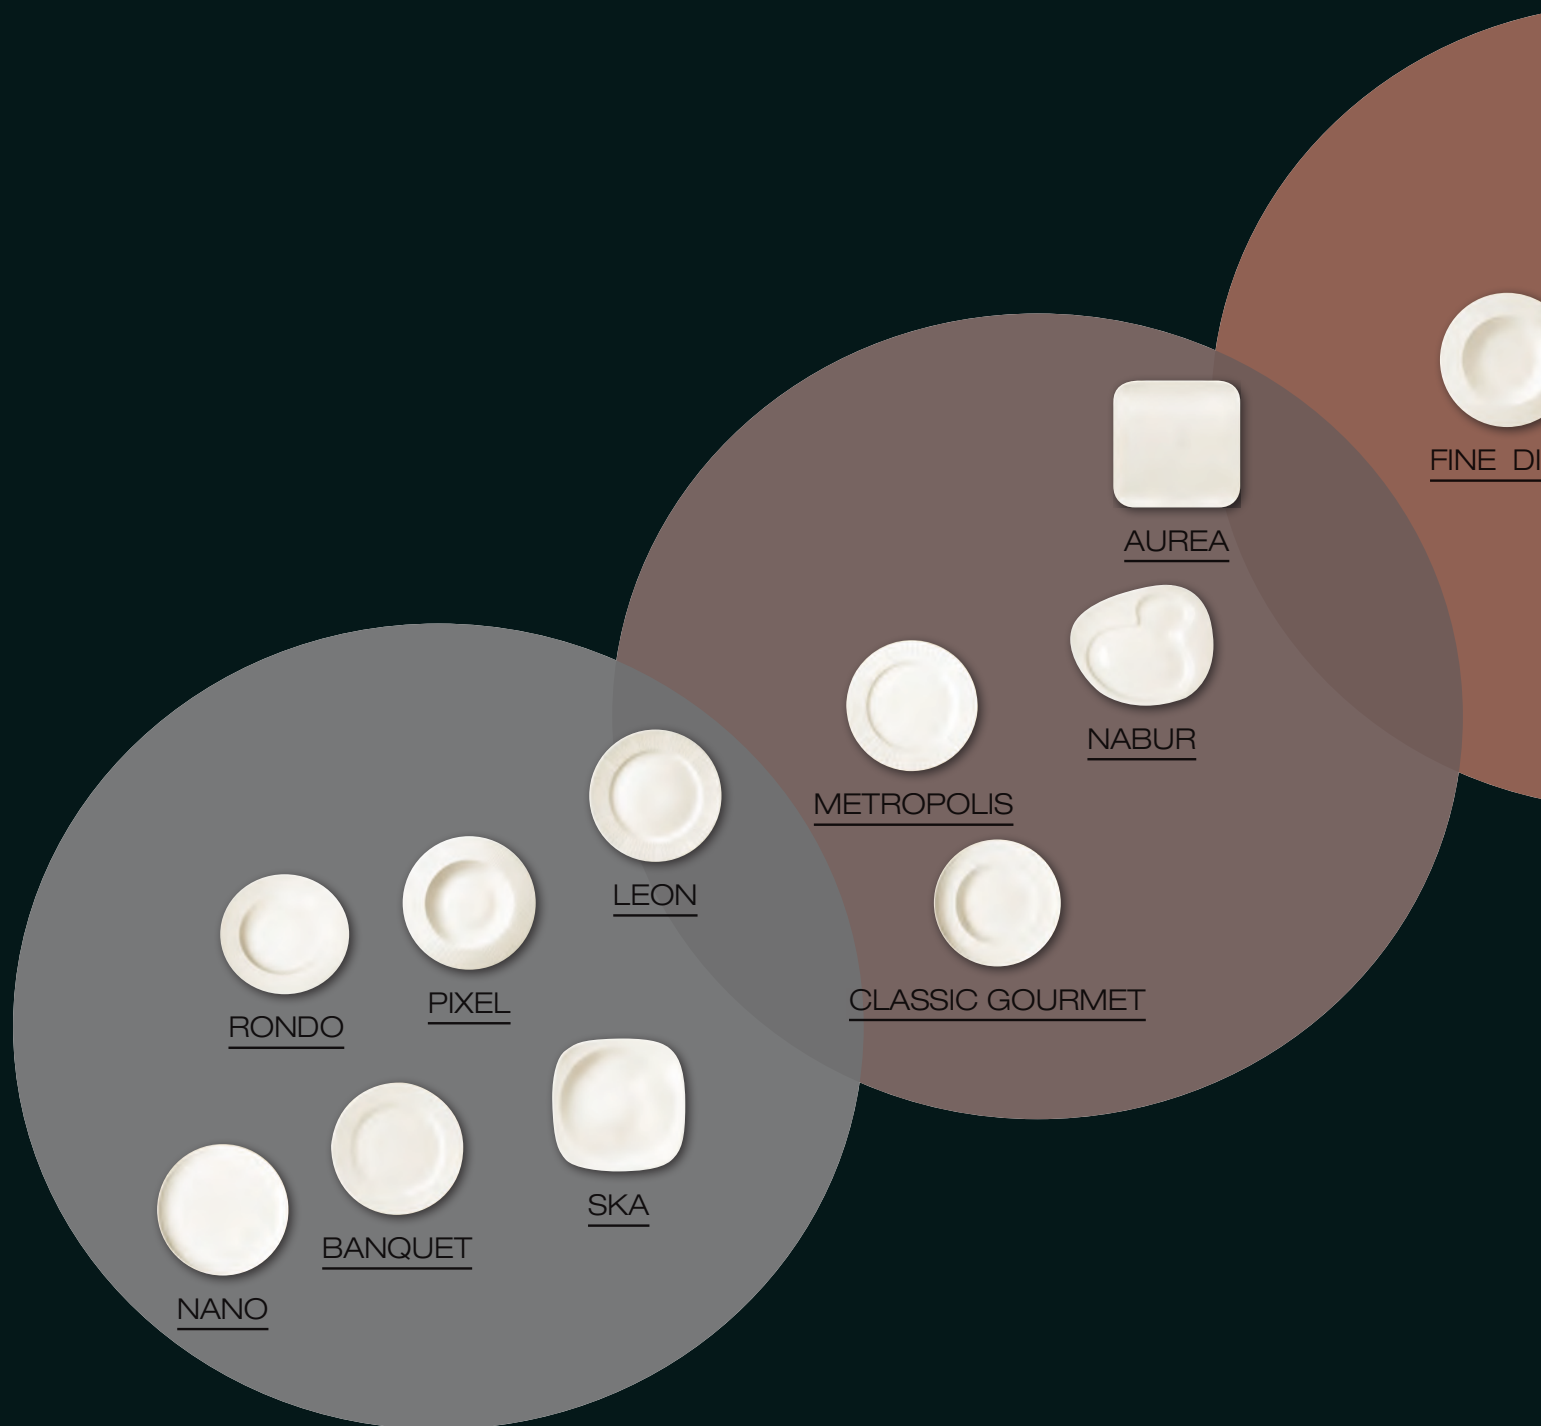 FINE DI
AUREA
NABUR
METROPOLIS
LEON
CLASSIC GOURMET
PIXEL
RONDO
SKA
BANQUET
NANO